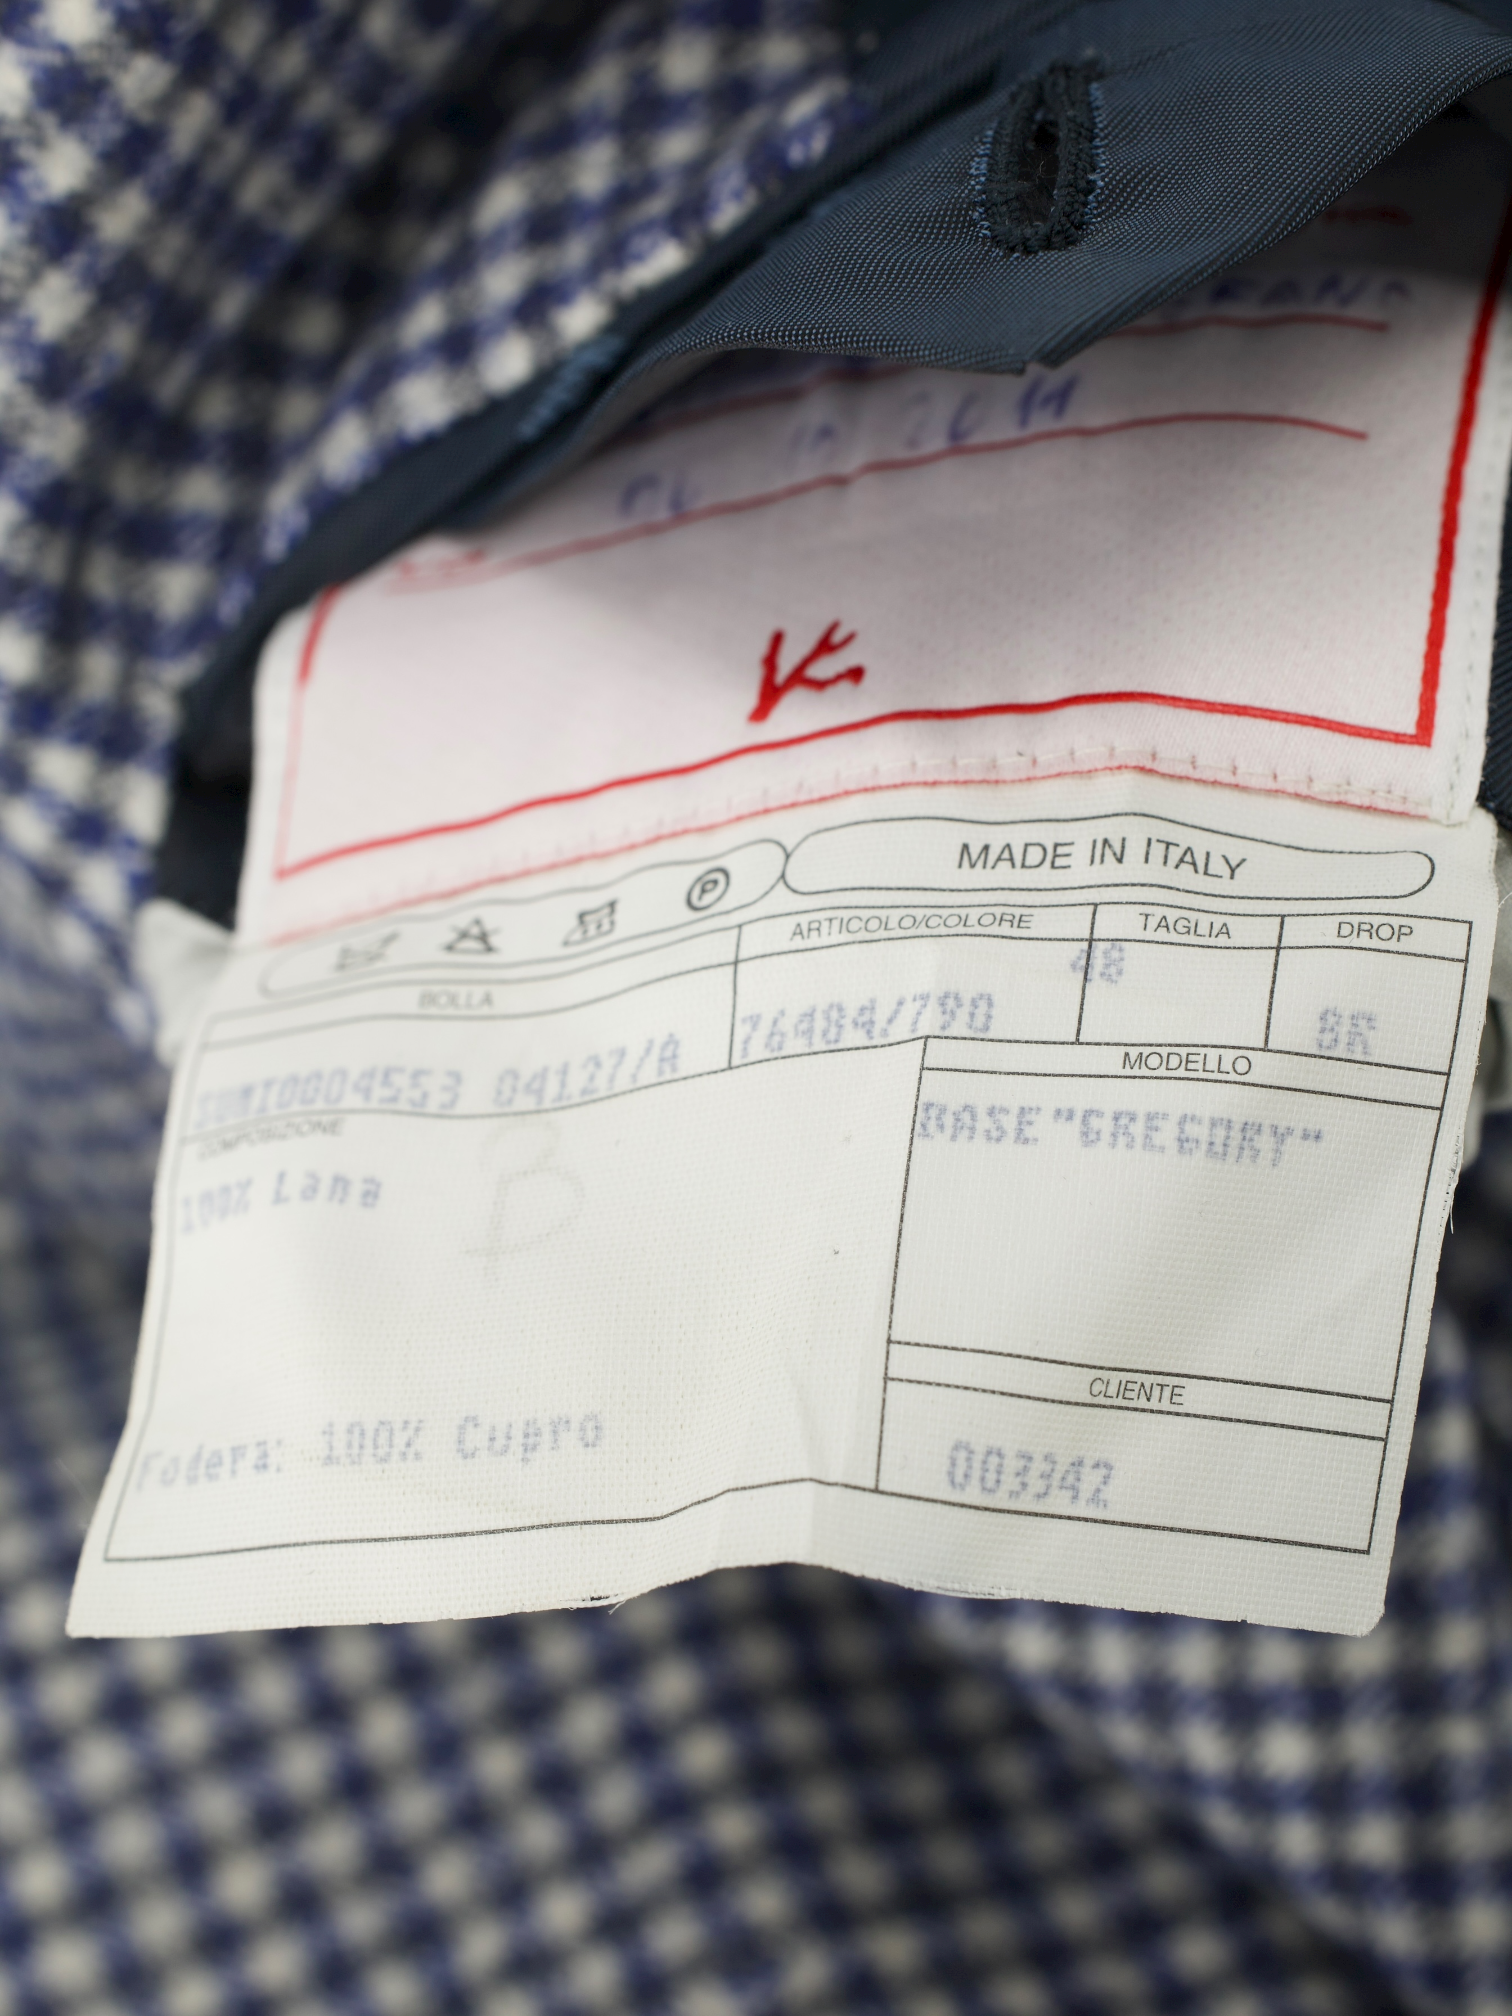 MADE IN ITALY
P
BOLLA ARTICOLO/COLORE TAGLIA DROP
04127/A 76484/790 48 8R
COMPOSIZIONE MODELLO
100% Lana BASE "GREGORY"
B
CLIENTE
Fodera: 100% Cupro 003342